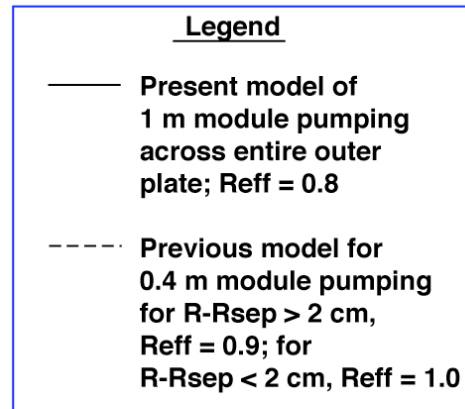 Legend
Present model of
1 m module pumping
across entire outer
plate; Reff = 0.8
Previous model for
0.4 m module pumping
for R-Rsep > 2 cm,
Reff = 0.9; for
R-Rsep < 2 cm, Reff = 1.0